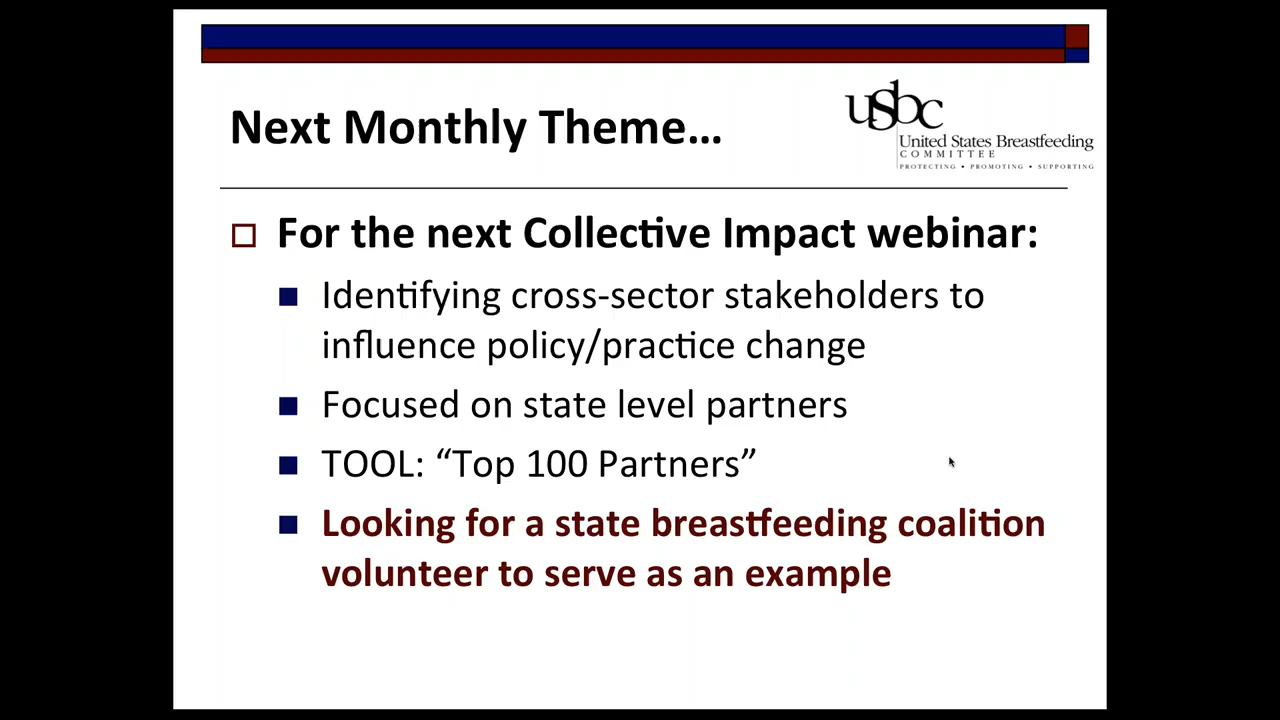 Next Monthly Theme…
usbc
United States Breastfeeding
COMMITTEE
PROTECTING • PROMOTING • SUPPORTING
For the next Collective Impact webinar:
Identifying cross-sector stakeholders to
influence policy/practice change
Focused on state level partners
TOOL: “Top 100 Partners”
Looking for a state breastfeeding coalition
volunteer to serve as an example